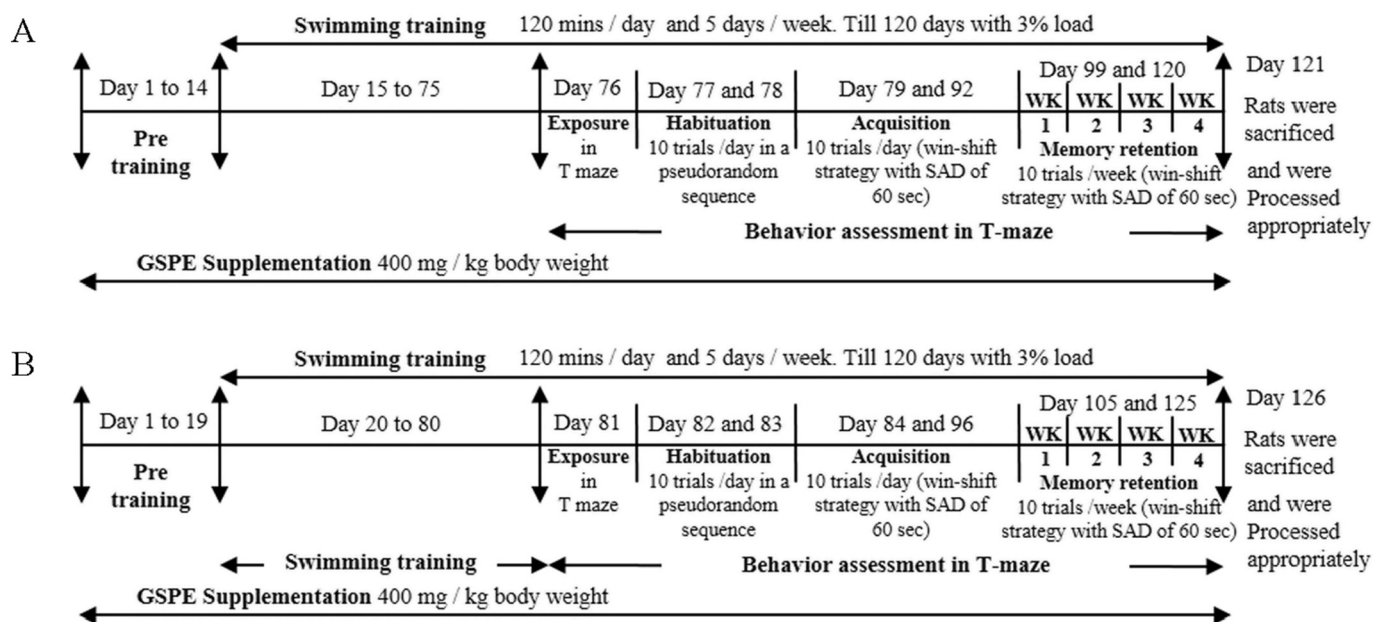 A
Swimming training 120 mins / day and 5 days / week. Till 120 days with 3% load
Day 1 to 14
Pre
training
Day 15 to 75
Day 76
Exposure
in
T maze
Day 77 and 78
Habituation
10 trials /day in a
pseudorandom
sequence
Day 79 and 92
Acquisition
10 trials /day (win-shift
strategy with SAD of
60 sec)
Day 99 and 120
WK WK WK WK
1 2 3 4
Memory retention
10 trials /week (win-shift
strategy with SAD of 60 sec)
Day 121
Rats were
sacrificed
and were
Processed
appropriately
Behavior assessment in T-maze
GSPE Supplementation 400 mg / kg body weight
B
Swimming training 120 mins / day and 5 days / week. Till 120 days with 3% load
Day 1 to 19
Pre
training
Day 20 to 80
Day 81
Exposure
in
T maze
Day 82 and 83
Habituation
10 trials /day in a
pseudorandom
sequence
Day 84 and 96
Acquisition
10 trials /day (win-shift
strategy with SAD of
60 sec)
Day 105 and 125
WK WK WK WK
1 2 3 4
Memory retention
10 trials /week (win-shift
strategy with SAD of 60 sec)
Day 126
Rats were
sacrificed
and were
Processed
appropriately
Swimming training
Behavior assessment in T-maze
GSPE Supplementation 400 mg / kg body weight